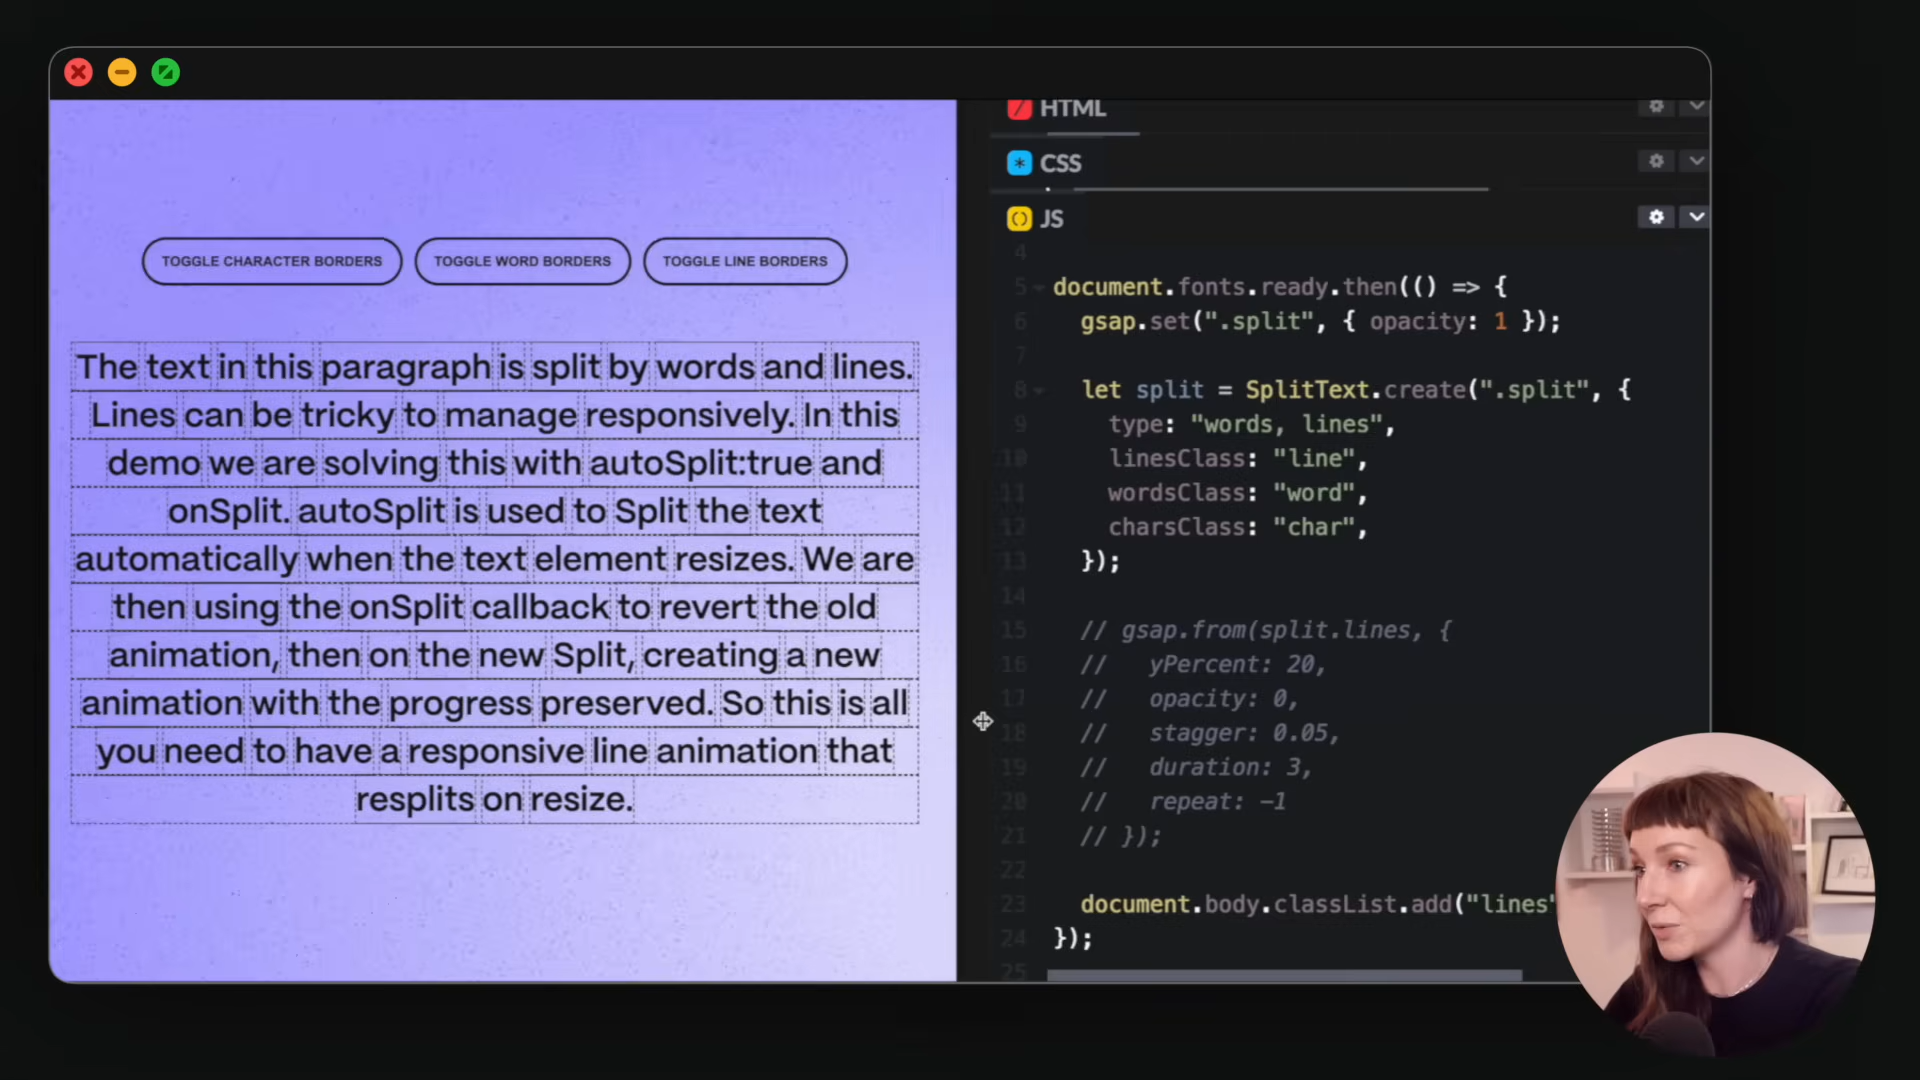 TOGGLE CHARACTER BORDERS
TOGGLE WORD BORDERS
TOGGLE LINE BORDERS
The text in this paragraph is split by words and lines.
Lines can be tricky to manage responsively. In this
demo we are solving this with autoSplit:true and
onSplit. autoSplit is used to Split the text
automatically when the text element resizes. We are
then using the onSplit callback to revert the old
animation, then on the new Split, creating a new
animation with the progress preserved. So this is all
you need to have a responsive line animation that
resplits on resize.
HTML
CSS
JS
4
5 document.fonts.ready.then(() => {
6 gsap.set(".split", { opacity: 1 });
7
8 let split = SplitText.create(".split", {
9 type: "words, lines",
10 linesClass: "line",
11 wordsClass: "word",
12 charsClass: "char",
13 });
14
15 // gsap.from(split.lines, {
16 // yPercent: 20,
17 // opacity: 0,
18 // stagger: 0.05,
19 // duration: 3,
20 // repeat: -1
21 // });
22
23 document.body.classList.add("lines"
24 });
25